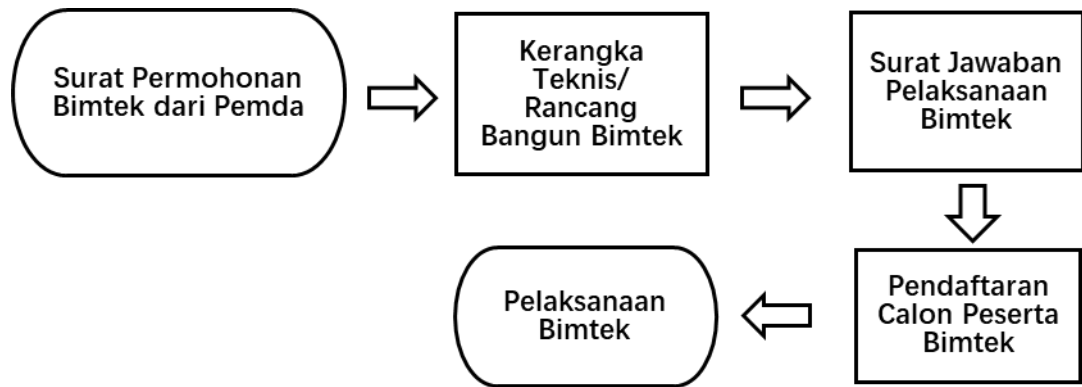 Surat Permohonan
Bimtek dari Pemda
Kerangka
Teknis/
Rancang
Bangun Bimtek
Surat Jawaban
Pelaksanaan
Bimtek
Pendaftaran
Calon Peserta
Bimtek
Pelaksanaan
Bimtek